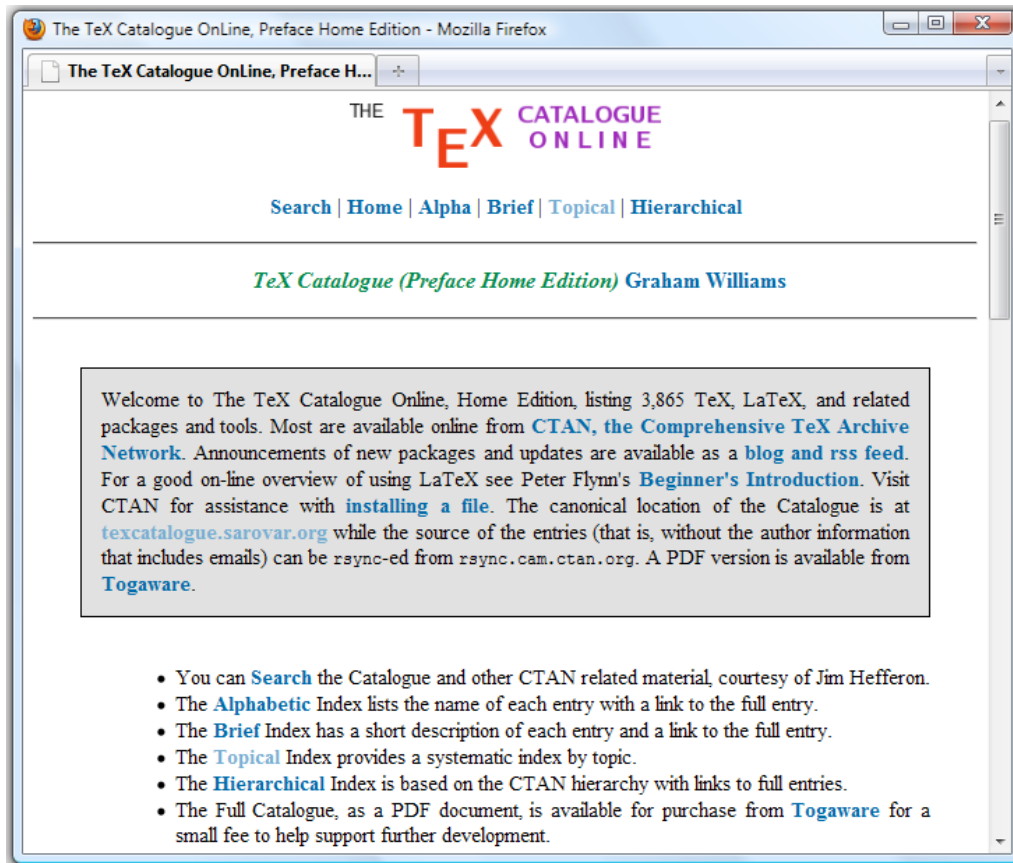 The TeX Catalogue OnLine, Preface Home Edition - Mozilla Firefox
The TeX Catalogue OnLine, Preface H...
THE TEX CATALOGUE
ONLINE
Search | Home | Alpha | Brief | Topical | Hierarchical
TeX Catalogue (Preface Home Edition) Graham Williams
Welcome to The TeX Catalogue Online, Home Edition, listing 3,865 TeX, LaTeX, and related
packages and tools. Most are available online from CTAN, the Comprehensive TeX Archive
Network. Announcements of new packages and updates are available as a blog and rss feed.
For a good on-line overview of using LaTeX see Peter Flynn's Beginner's Introduction. Visit
CTAN for assistance with installing a file. The canonical location of the Catalogue is at
texcatalogue.sarovar.org while the source of the entries (that is, without the author information
that includes emails) can be rsync-ed from rsync.cam.ctan.org. A PDF version is available from
Togaware.
• You can Search the Catalogue and other CTAN related material, courtesy of Jim Hefferon.
• The Alphabetic Index lists the name of each entry with a link to the full entry.
• The Brief Index has a short description of each entry and a link to the full entry.
• The Topical Index provides a systematic index by topic.
• The Hierarchical Index is based on the CTAN hierarchy with links to full entries.
• The Full Catalogue, as a PDF document, is available for purchase from Togaware for a
small fee to help support further development.